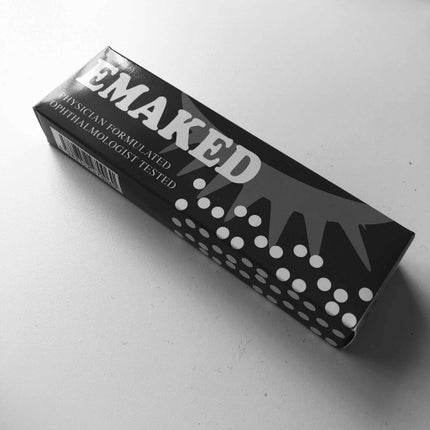 EMAKED
PHYSICIAN FORMULATED
OPHTHALMOLOGIST TESTED